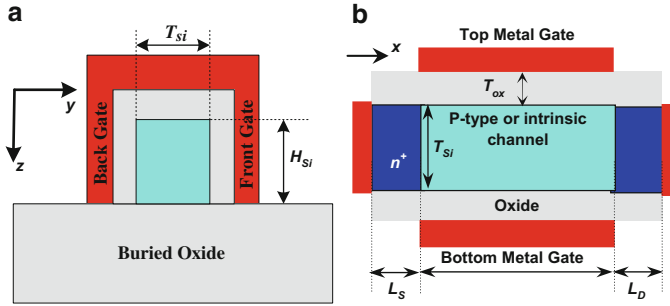 a
T_Si
y
z
Back Gate
Front Gate
H_Si
Buried Oxide
b
Top Metal Gate
x
T_ox
P-type or intrinsic
channel
T_Si
n⁺
Oxide
Bottom Metal Gate
L_S
L_D